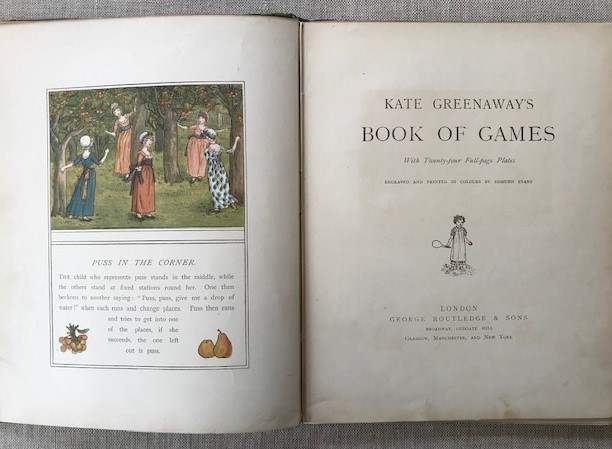 PUSS IN THE CORNER.
THE child who represents puss stands in the middle, while
the others stand at fixed stations round her. One then
beckons to another saying: "Puss, puss, give me a drop of
water!" when each runs and change places. Puss then runs
and tries to get into one
of the places, if she
succeeds, the one left
out is puss.
KATE GREENAWAY'S
BOOK OF GAMES
With Twenty-four Full-page Plates
ENGRAVED AND PRINTED IN COLOURS BY EDMUND EVANS
LONDON
GEORGE ROUTLEDGE & SONS
BROADWAY, LUDGATE HILL
GLASGOW, MANCHESTER, AND NEW YORK